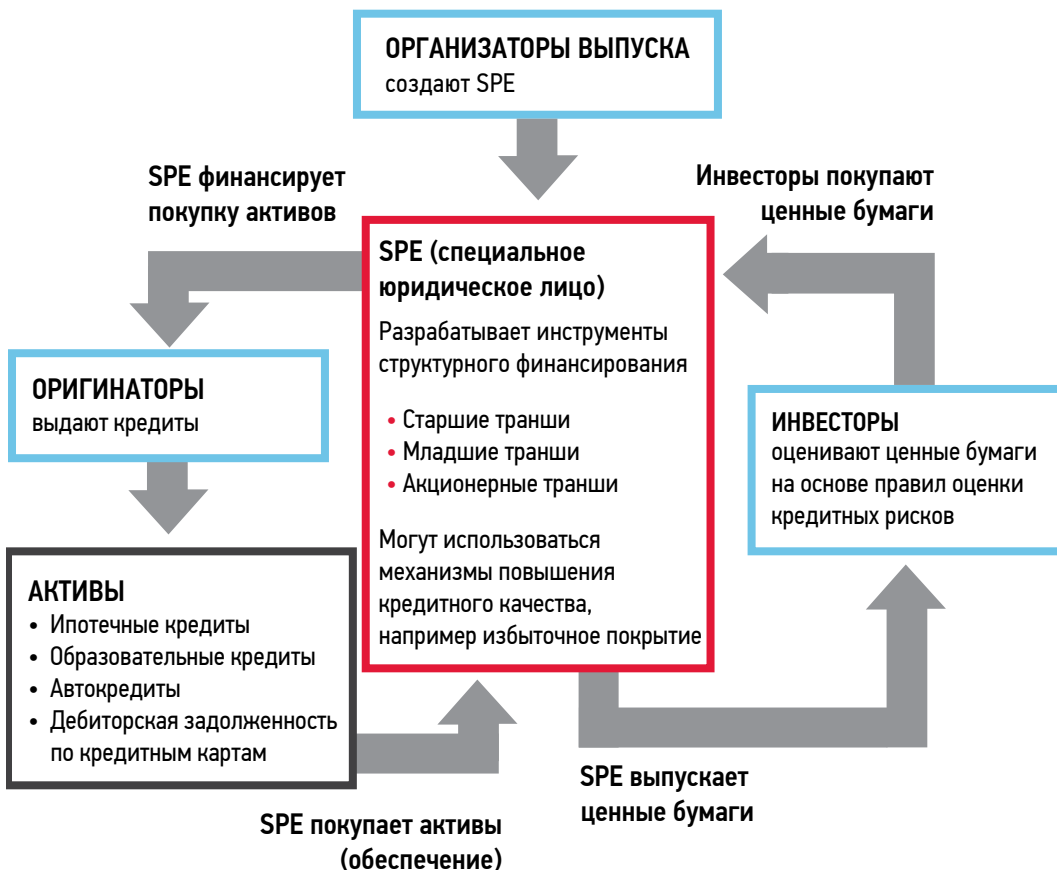 ОРГАНИЗАТОРЫ ВЫПУСКА
создают SPE
SPE финансирует
покупку активов
Инвесторы покупают
ценные бумаги
SPE (специальное
юридическое лицо)
Разрабатывает инструменты
структурного финансирования
• Старшие транши
• Младшие транши
• Акционерные транши
Могут использоваться
механизмы повышения
кредитного качества,
например избыточное покрытие
ОРИГИНАТОРЫ
выдают кредиты
ИНВЕСТОРЫ
оценивают ценные бумаги
на основе правил оценки
кредитных рисков
АКТИВЫ
• Ипотечные кредиты
• Образовательные кредиты
• Автокредиты
• Дебиторская задолженность
по кредитным картам
SPE выпускает
ценные бумаги
SPE покупает активы
(обеспечение)